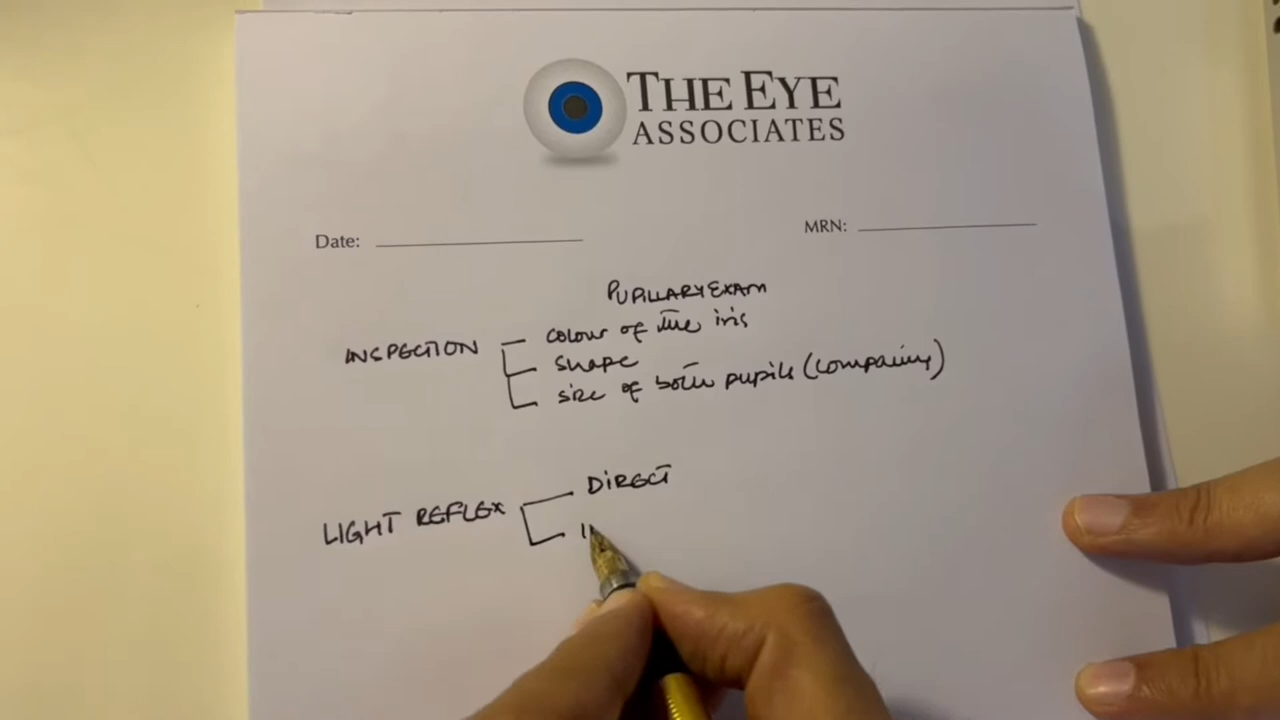 THE EYE
ASSOCIATES
Date:
MRN:
PUPILLARY EXAM
INSPECTION
colour of the iris
shape
size of both pupils (comparing)
DIRECT
LIGHT REFLEX